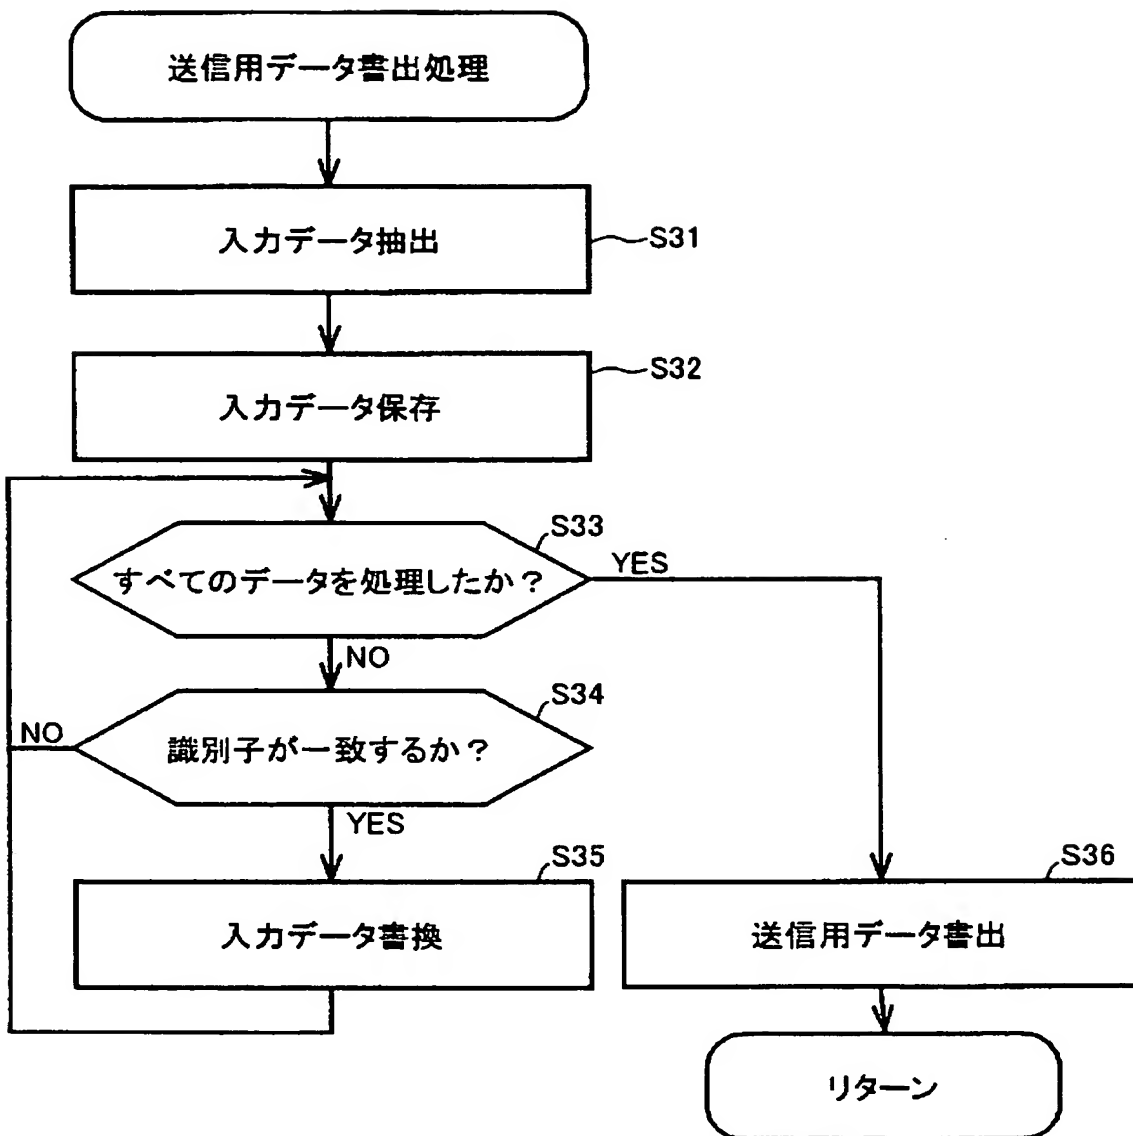 送信用データ書出処理
入力データ抽出
S31
入力データ保存
S32
S33
すべてのデータを処理したか？
YES
NO
S34
識別子が一致するか？
NO
YES
S35
入力データ書換
S36
送信用データ書出
リターン